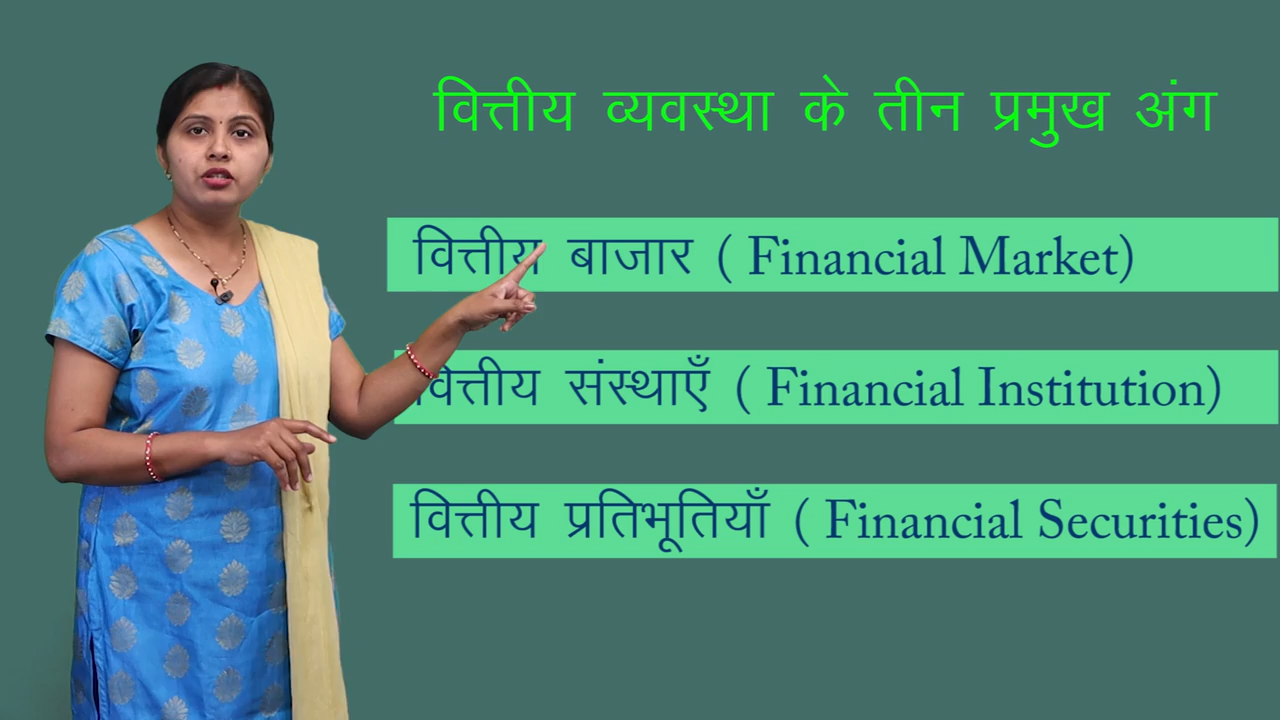 वित्तीय व्यवस्था के तीन प्रमुख अंग
वित्तीय बाजार ( Financial Market)
वित्तीय संस्थाएँ ( Financial Institution)
वित्तीय प्रतिभूतियाँ ( Financial Securities)